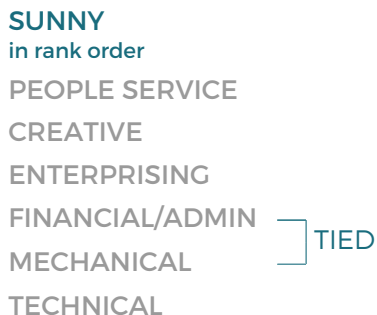 SUNNY
in rank order
PEOPLE SERVICE
CREATIVE
ENTERPRISING
FINANCIAL/ADMIN
TIED
MECHANICAL
TECHNICAL